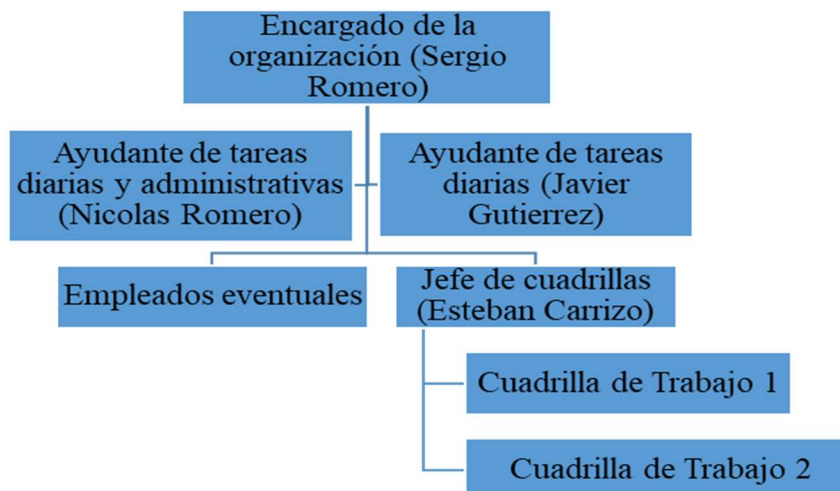 Encargado de la
organización (Sergio
Romero)
Ayudante de tareas
diarias y administrativas
(Nicolas Romero)
Ayudante de tareas
diarias (Javier
Gutierrez)
Empleados eventuales
Jefe de cuadrillas
(Esteban Carrizo)
Cuadrilla de Trabajo 1
Cuadrilla de Trabajo 2